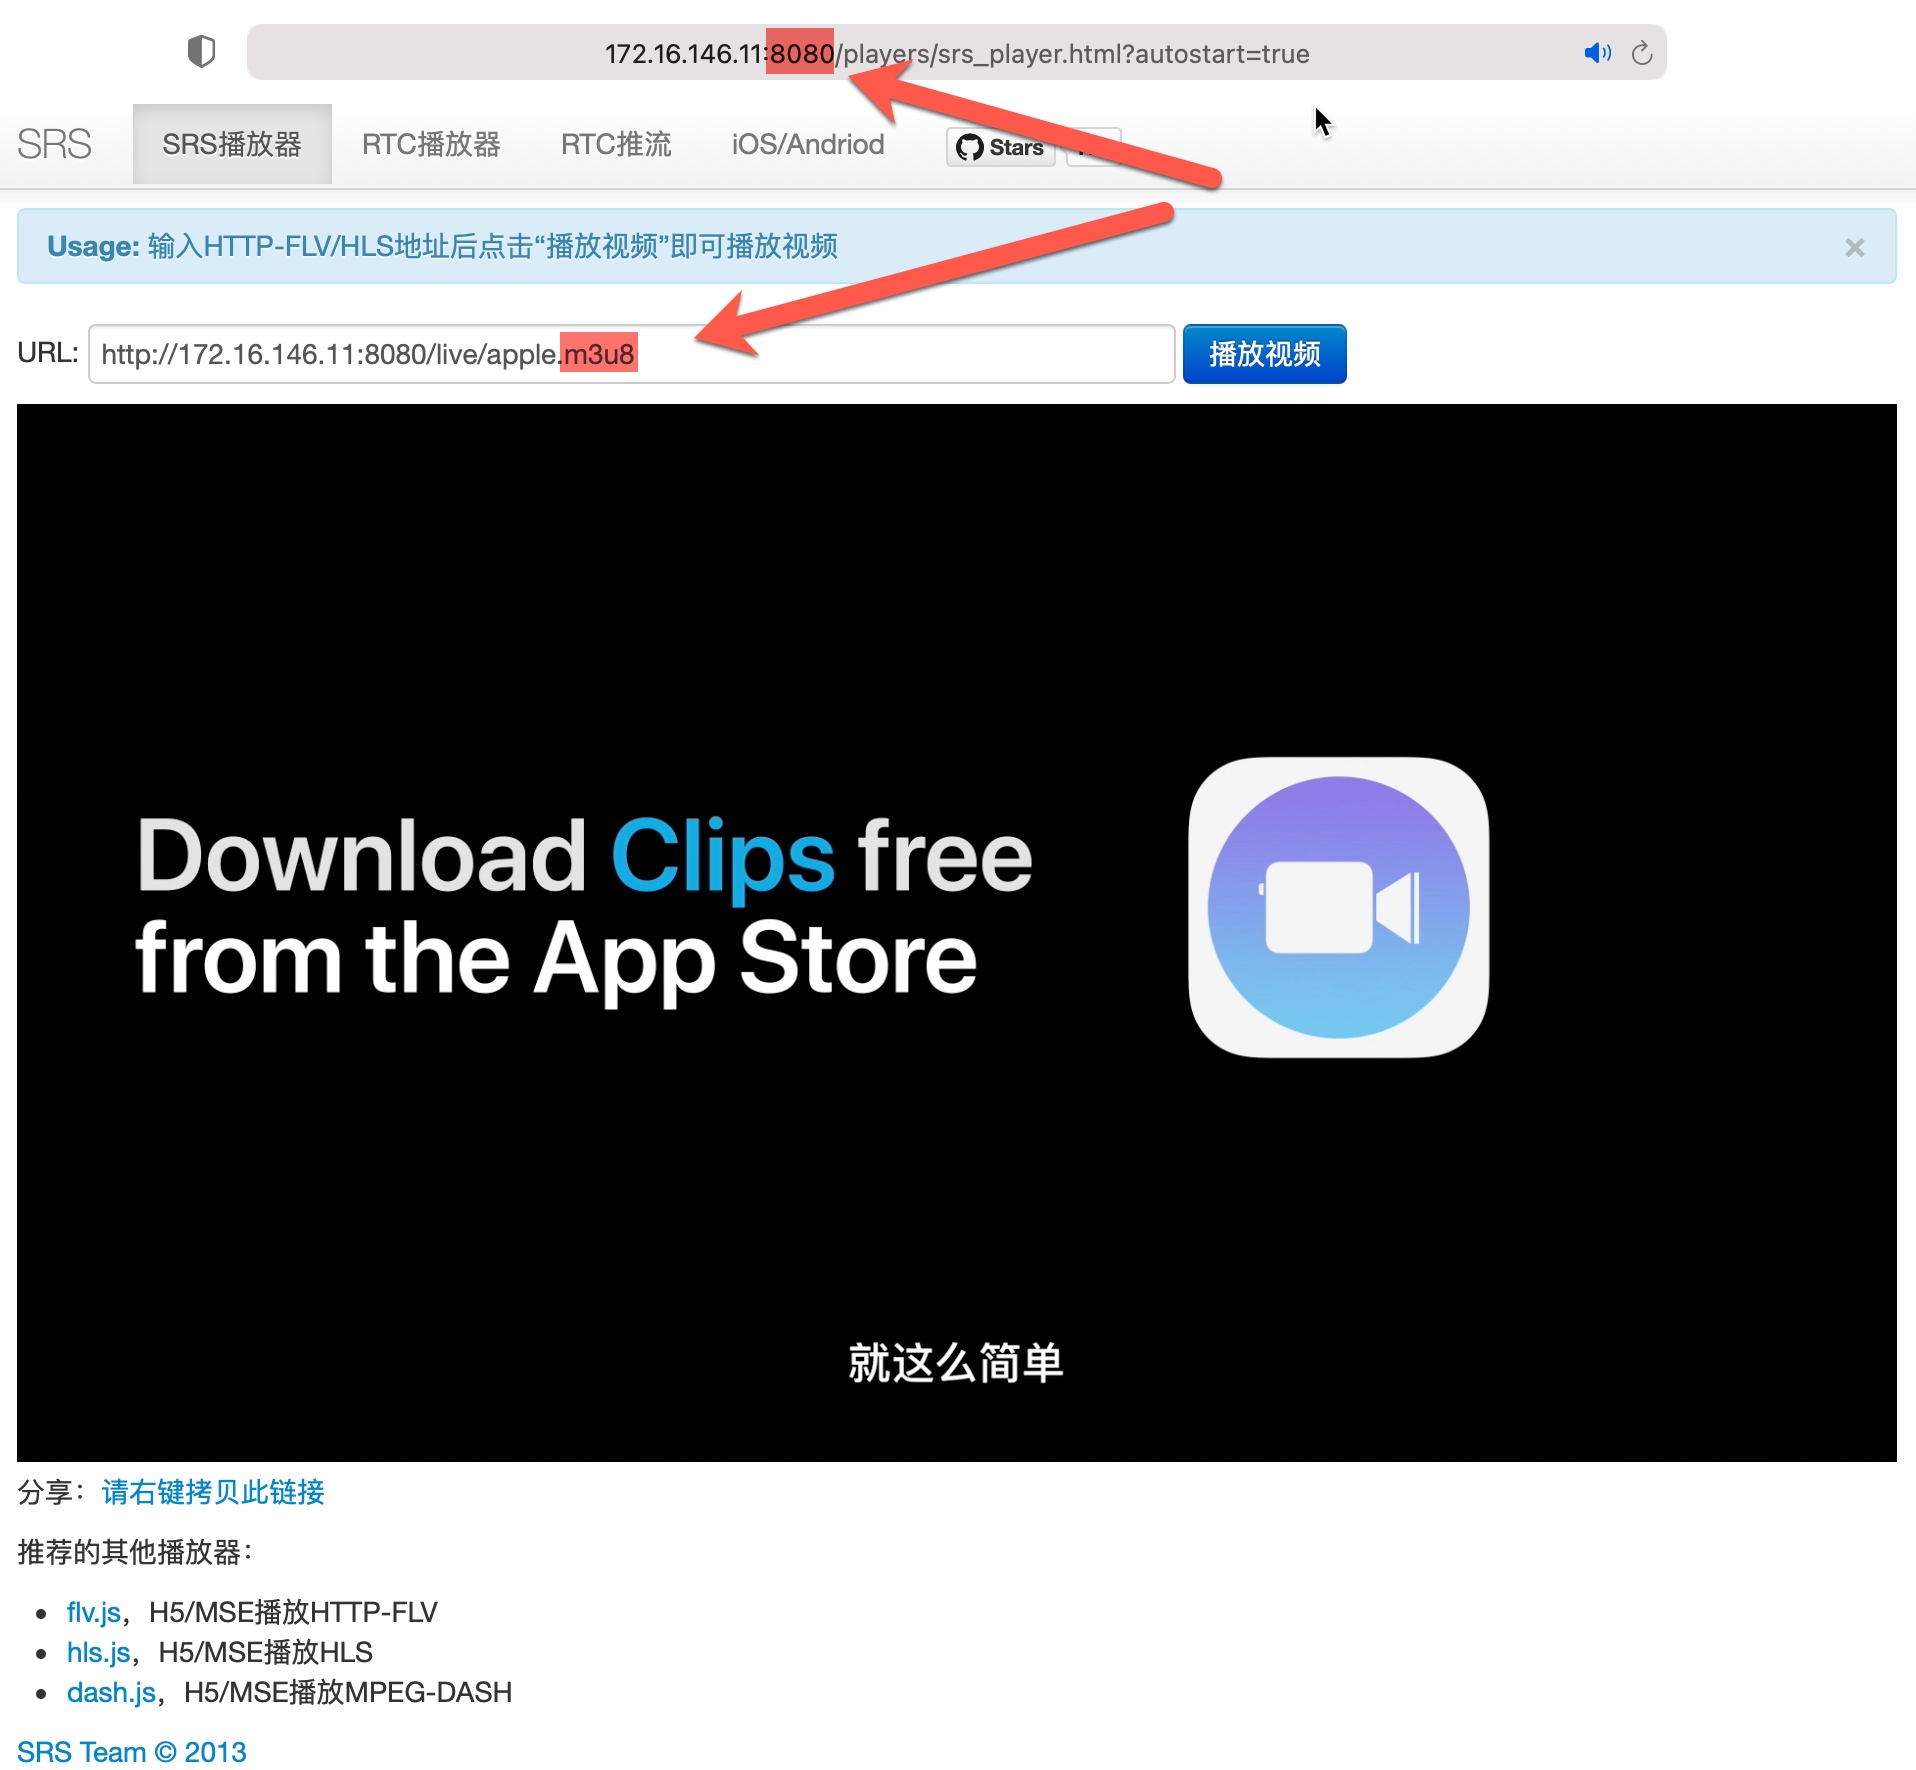 172.16.146.11:8080/players/srs_player.html?autostart=true
SRS SRS播放器 RTC播放器 RTC推流 iOS/Andriod Stars
Usage: 输入HTTP-FLV/HLS地址后点击“播放视频”即可播放视频 ×
URL: http://172.16.146.11:8080/live/apple.m3u8 播放视频
Download Clips free
from the App Store
就这么简单
分享：请右键拷贝此链接
推荐的其他播放器：
• flv.js，H5/MSE播放HTTP-FLV
• hls.js，H5/MSE播放HLS
• dash.js，H5/MSE播放MPEG-DASH
SRS Team © 2013